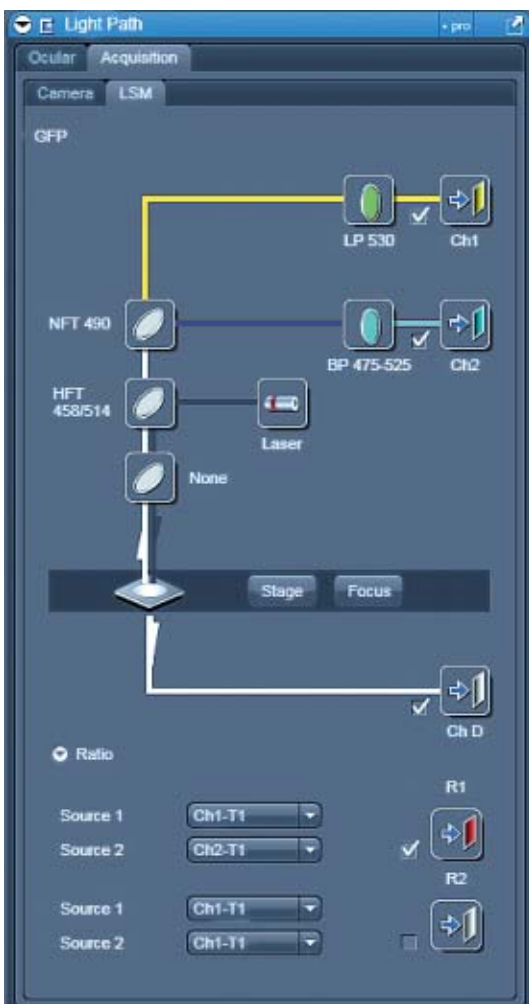 Light Path
+ pro
Ocular Acquisition
Camera LSM
GFP
LP 530 Ch1
NFT 490
BP 475-525 Ch2
HFT
458/514
Laser
None
Stage Focus
Ch D
Ratio
R1
Source 1 Ch1-T1
Source 2 Ch2-T1
R2
Source 1 Ch1-T1
Source 2 Ch1-T1